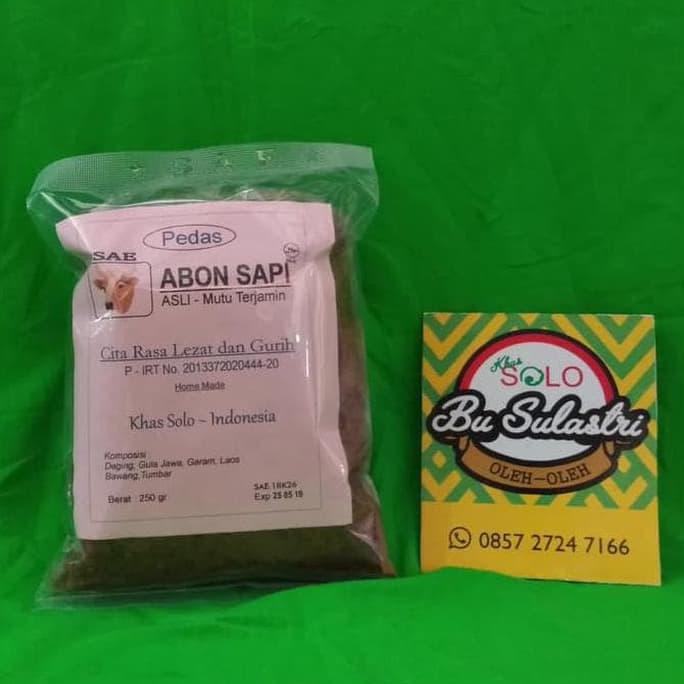 Pedas
SAE
ABON SAPI
ASLI - Mutu Terjamin
Cita Rasa Lezat dan Gurih
P - IRT No. 2013372020444-20
Home Made
Khas Solo ~ Indonesia
Komposisi
Daging, Gula Jawa, Garam, Laos
Bawang,Tumbar
Berat : 250 gr
SAE 1BK26
Exp 25 05 19
Khas
SOLO
Bu Sulastri
OLEH-OLEH
0857 2724 7166